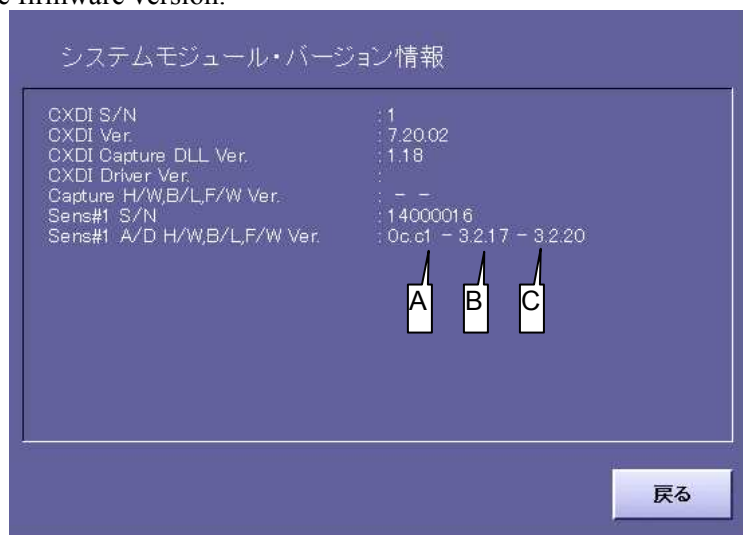 e firmware version.
システムモジュール・バージョン情報
CXDI S/N :1
CXDI Ver. :7.20.02
CXDI Capture DLL Ver. :1.18
CXDI Driver Ver. :
Capture H/W,B/L,F/W Ver. : － －
Sens#1 S/N :14000016
Sens#1 A/D H/W,B/L,F/W Ver. :0c.c1 － 3.2.17 － 3.2.20
A B C
戻る